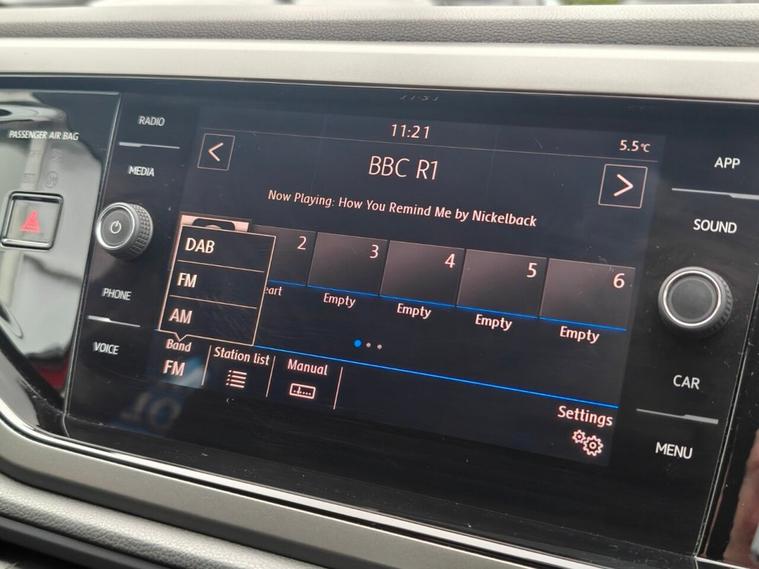 RADIO
PASSENGER AIR BAG
MEDIA
PHONE
VOICE
11:21
5.5°C
BBC R1
Now Playing: How You Remind Me by Nickelback
DAB
FM
AM
2
3
4
5
6
eart
Empty
Empty
Empty
Empty
Band
FM
Station list
Manual
Settings
APP
SOUND
CAR
MENU